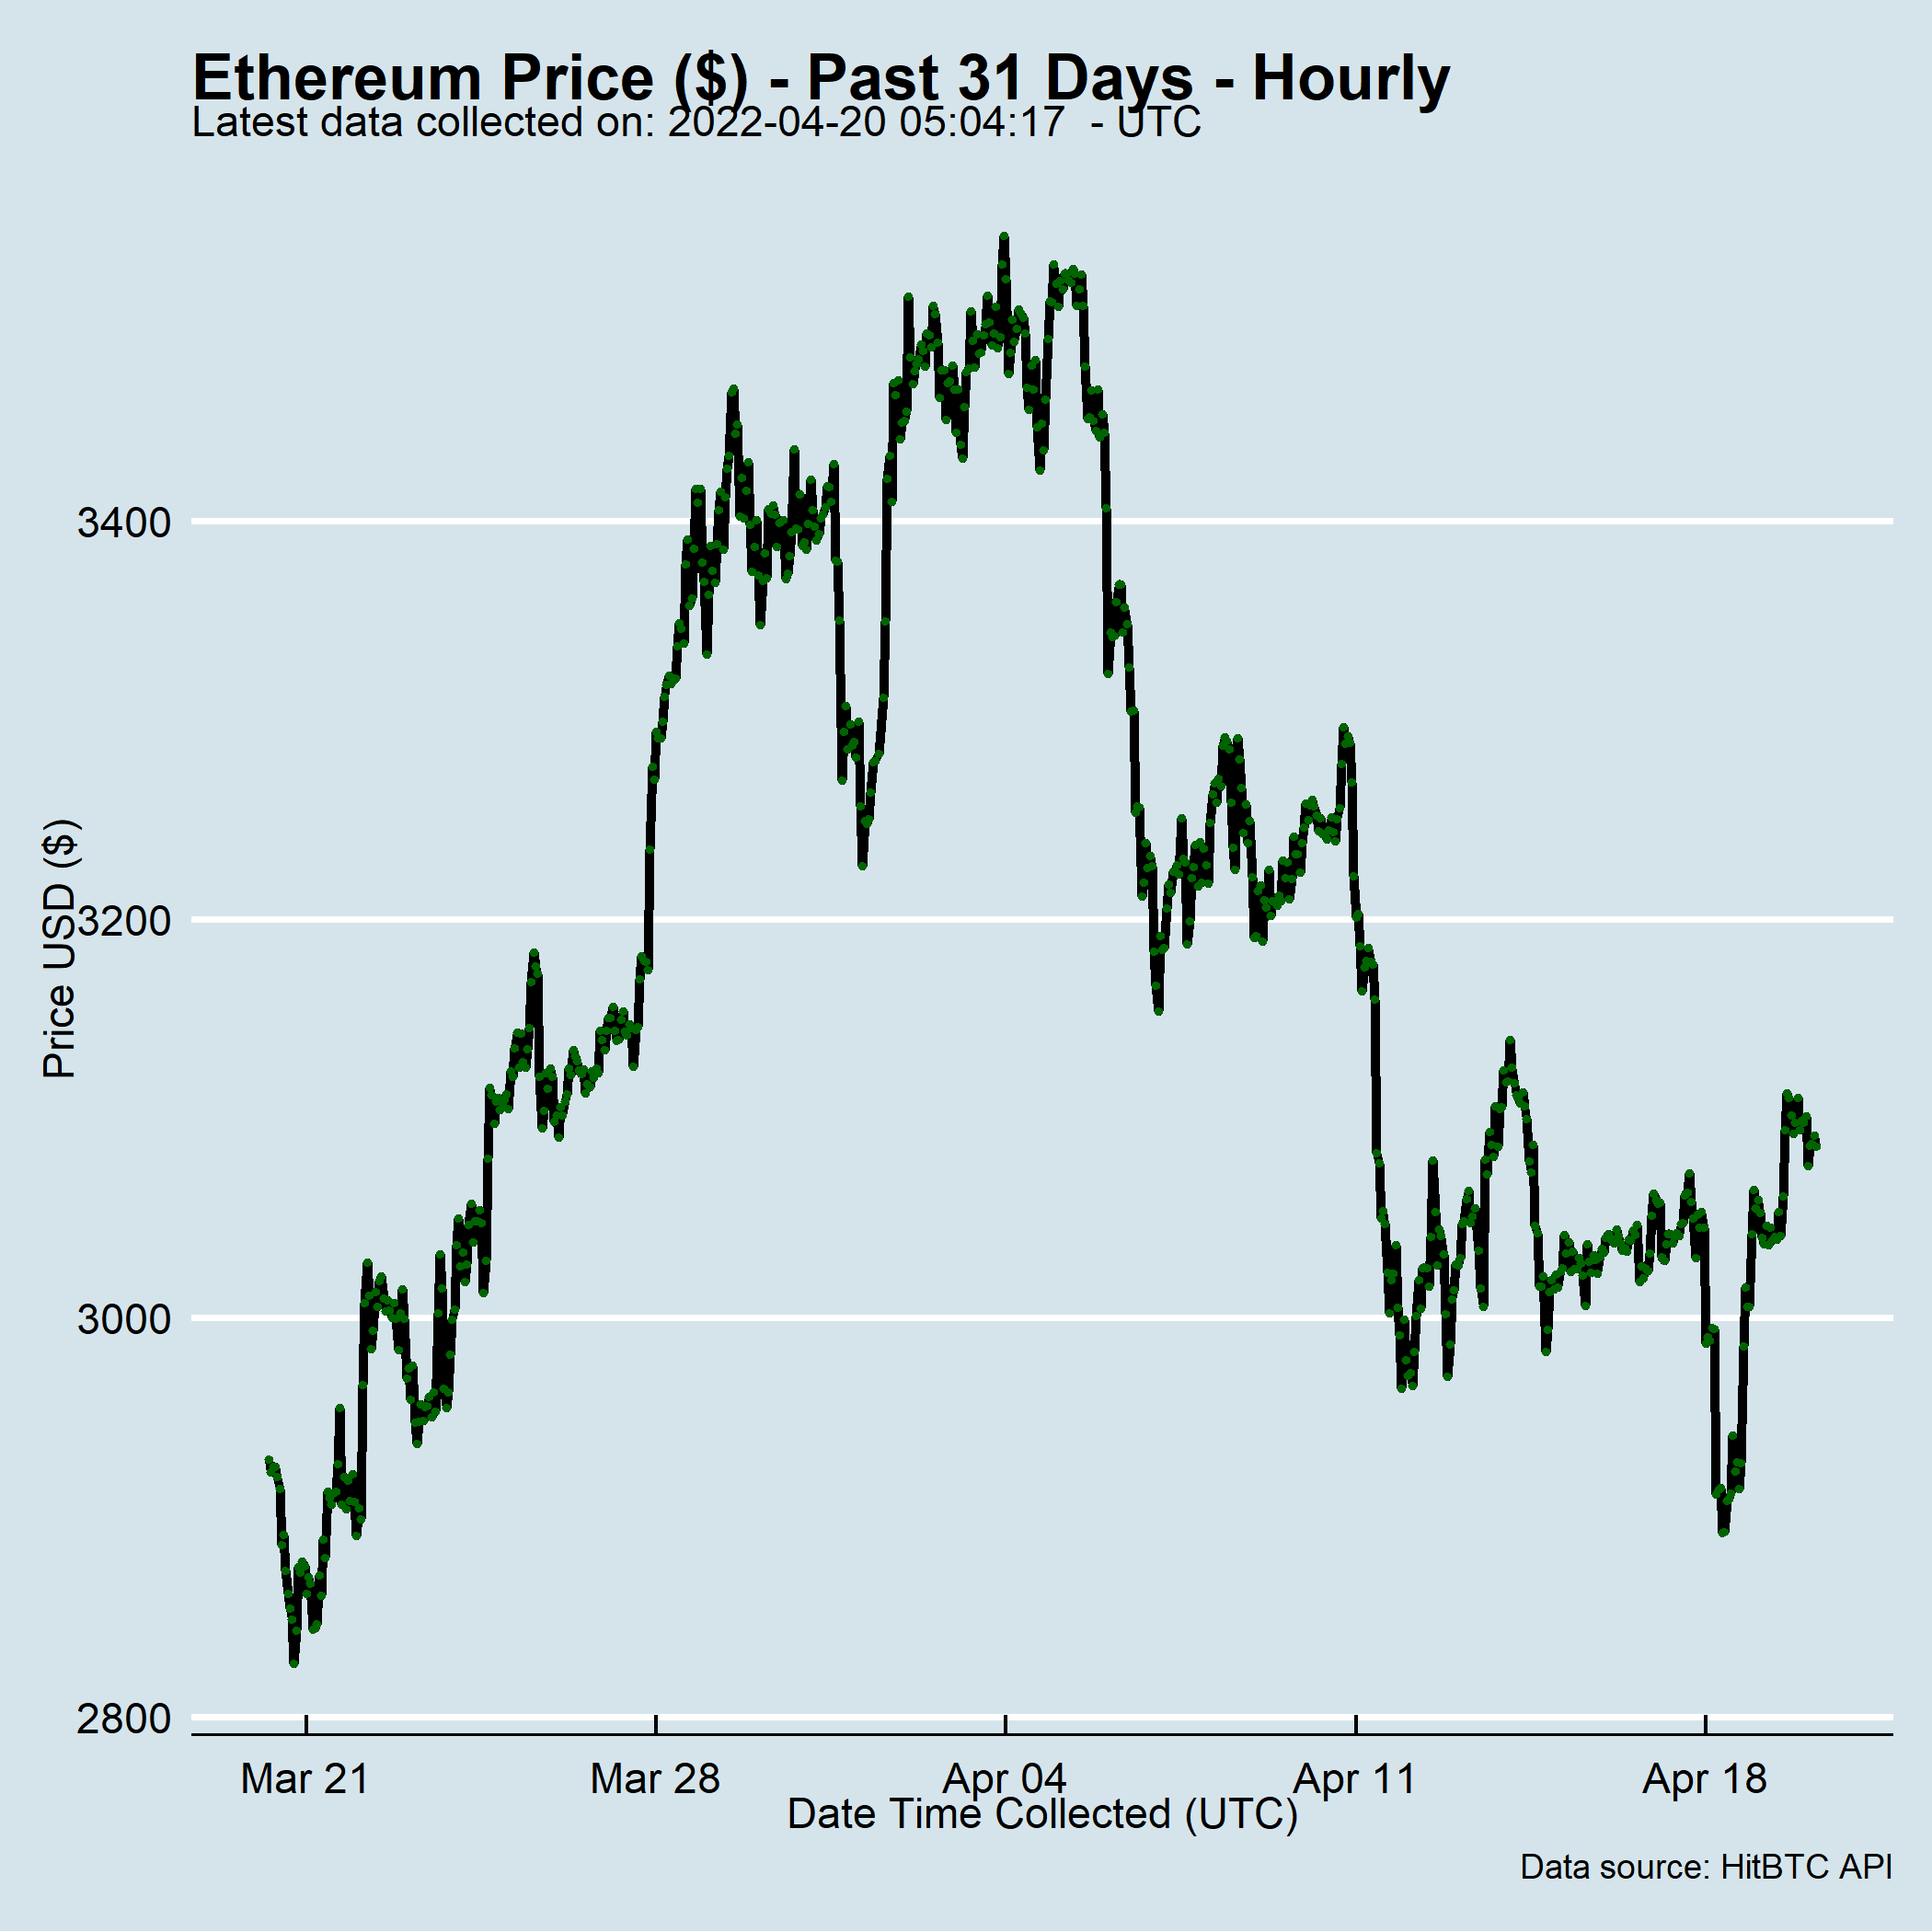 Ethereum Price ($) - Past 31 Days - Hourly
Latest data collected on: 2022-04-20 05:04:17  - UTC
Price USD ($)
3400
3200
3000
2800
Mar 21 Mar 28 Apr 04 Apr 11 Apr 18
Date Time Collected (UTC)
Data source: HitBTC API